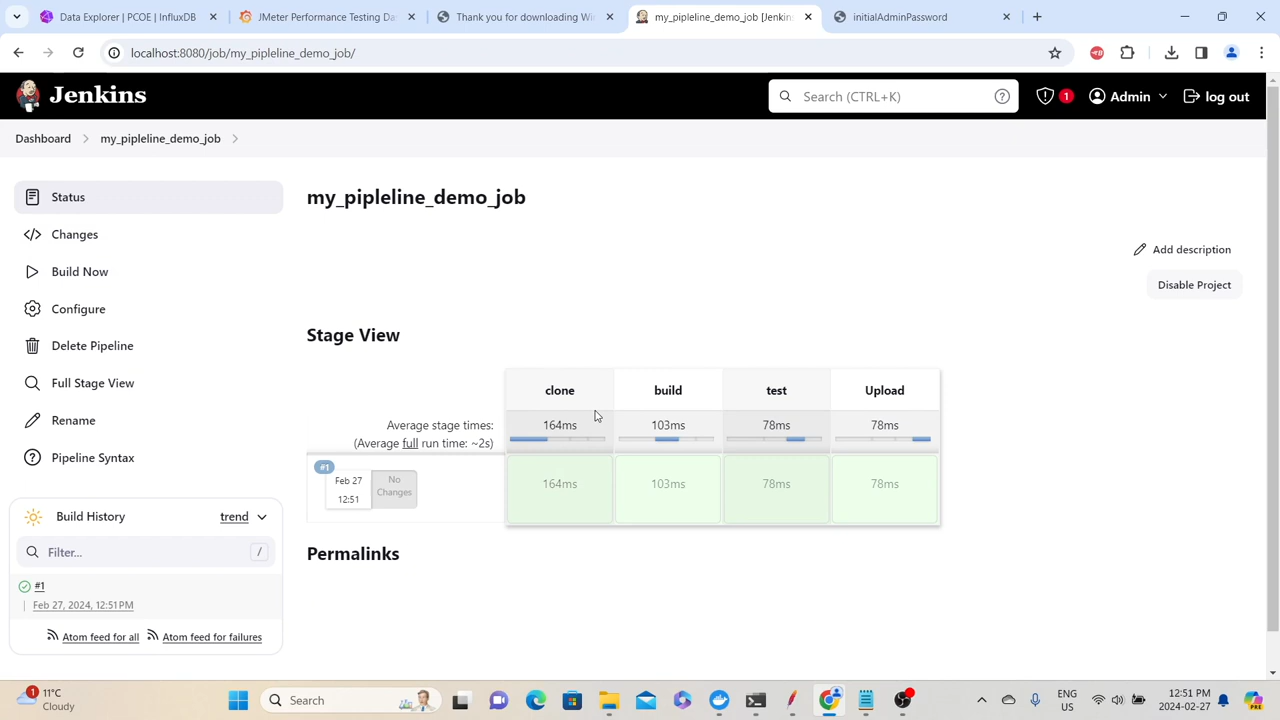 Data Explorer | PCOE | InfluxDB
JMeter Performance Testing Da
Thank you for downloading Wi
my_pipleline_demo_job [Jenkins
initialAdminPassword
localhost:8080/job/my_pipleline_demo_job/
Jenkins
Search (CTRL+K)
?
1
Admin
log out
Dashboard
my_pipleline_demo_job
Status
Changes
Build Now
Configure
Delete Pipeline
Full Stage View
Rename
Pipeline Syntax
Build History
trend
Filter...
/
#1
Feb 27, 2024, 12:51 PM
Atom feed for all
Atom feed for failures
my_pipleline_demo_job
Add description
Disable Project
Stage View
clone build test Upload
Average stage times:
(Average full run time: ~2s)
164ms 103ms 78ms 78ms
#1
Feb 27
12:51
No
Changes
164ms 103ms 78ms 78ms
Permalinks
1
11°C
Cloudy
Search
ENG
US
12:51 PM
2024-02-27